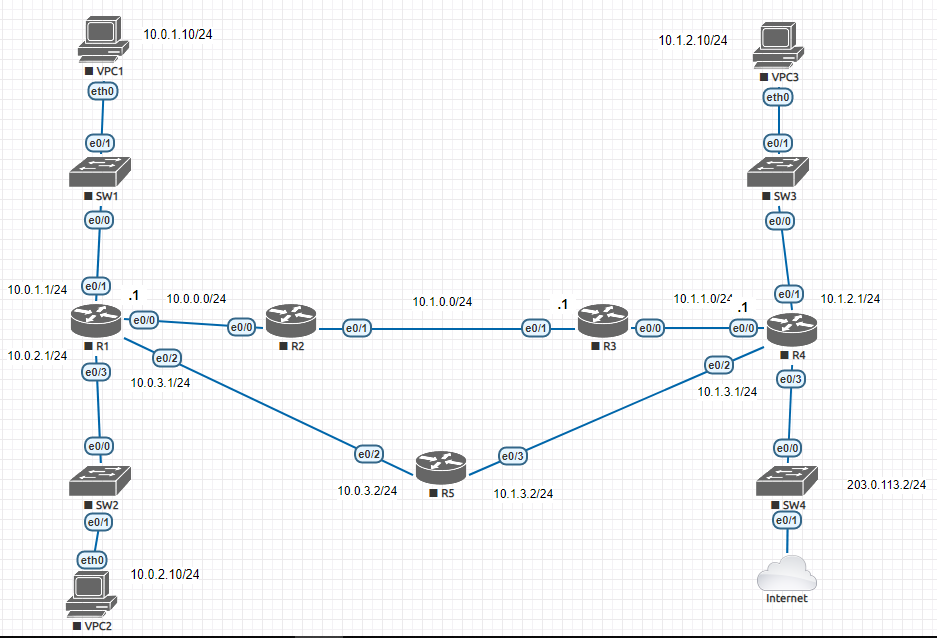 10.0.1.10/24
10.1.2.10/24
VPC1
VPC3
eth0
eth0
e0/1
e0/1
SW1
SW3
e0/0
e0/0
10.0.1.1/24
e0/1
.1
10.0.0.0/24
10.1.0.0/24
.1
10.1.1.0/24
.1
e0/1
10.1.2.1/24
e0/0
e0/0
e0/1
e0/1
e0/0
e0/0
R1
R2
R3
R4
10.0.2.1/24
e0/2
e0/2
e0/3
10.0.3.1/24
10.1.3.1/24
e0/3
e0/0
e0/2
e0/3
e0/0
10.0.3.2/24
R5
10.1.3.2/24
203.0.113.2/24
SW2
SW4
e0/1
e0/1
eth0
10.0.2.10/24
Internet
VPC2